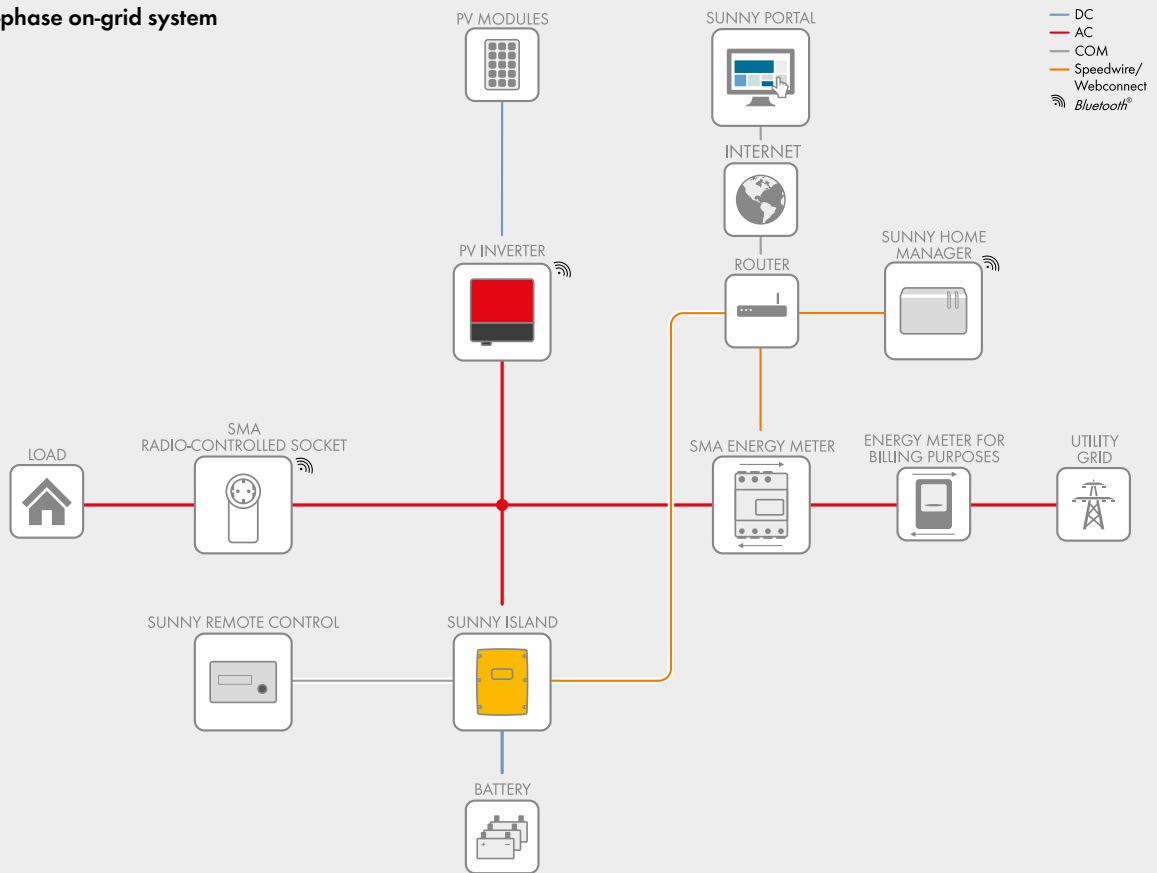 -phase on-grid system
PV MODULES
SUNNY PORTAL
DC
AC
COM
Speedwire/
Webconnect
Bluetooth®
INTERNET
PV INVERTER
ROUTER
SUNNY HOME
MANAGER
LOAD
SMA
RADIO-CONTROLLED SOCKET
SMA ENERGY METER
ENERGY METER FOR
BILLING PURPOSES
UTILITY
GRID
SUNNY REMOTE CONTROL
SUNNY ISLAND
BATTERY
+ −